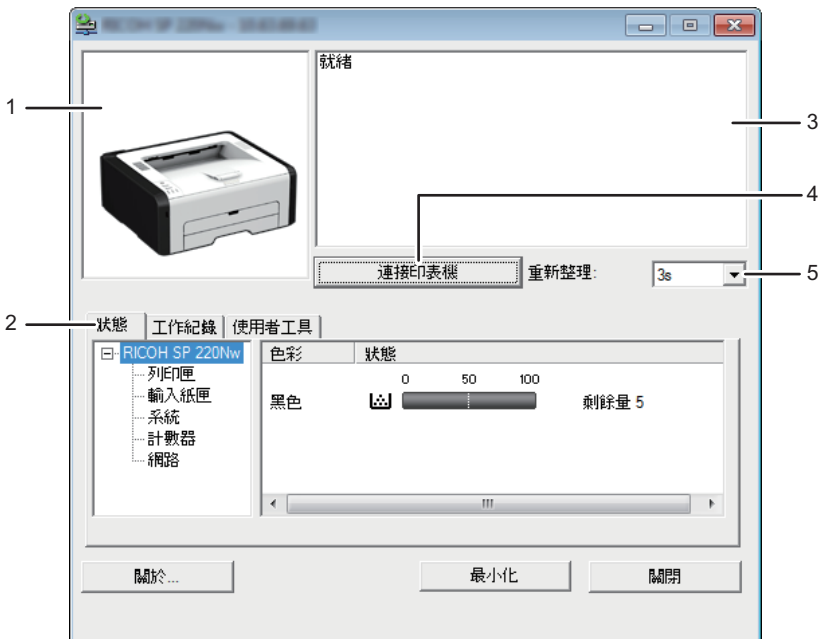 就緒
1
3
4
連接印表機
重新整理:
3s
5
2
狀態
工作紀錄
使用者工具
RICOH SP 220Nw
列印匣
輸入紙匣
系統
計數器
網路
色彩
狀態
0 50 100
黑色
剩餘量 5
關於...
最小化
關閉